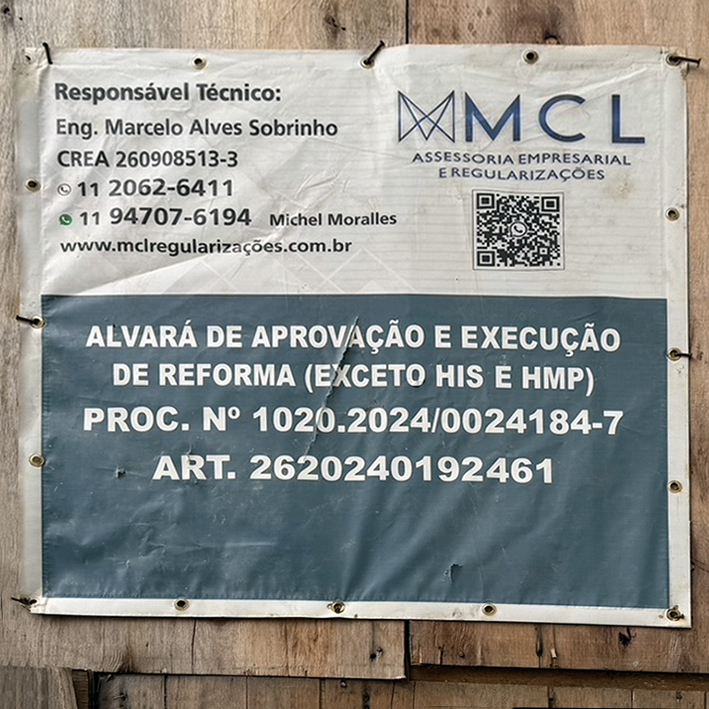 Responsável Técnico:
Eng. Marcelo Alves Sobrinho
CREA 260908513-3
11 2062-6411
11 94707-6194 Michel Moralles
www.mclregularizações.com.br
MCL
ASSESSORIA EMPRESARIAL
E REGULARIZAÇÕES
ALVARÁ DE APROVAÇÃO E EXECUÇÃO
DE REFORMA (EXCETO HIS E HMP)
PROC. Nº 1020.2024/0024184-7
ART. 2620240192461